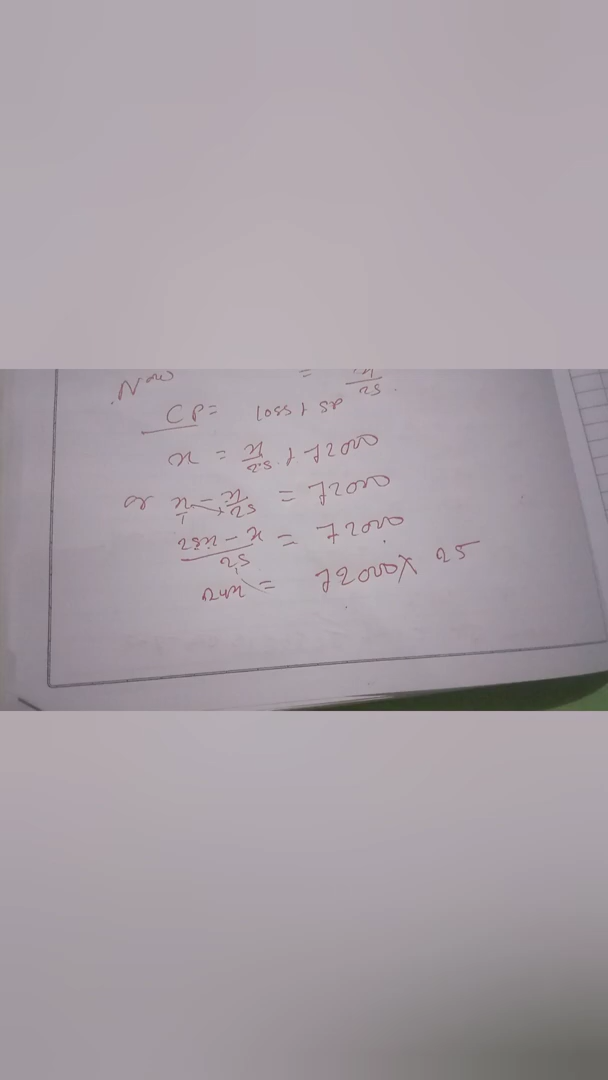 Now = x/25
CP = loss + SP
x = x/25 + 72000
or x/1 - x/25 = 72000
25x - x/25 = 72000
24x = 72000 × 25